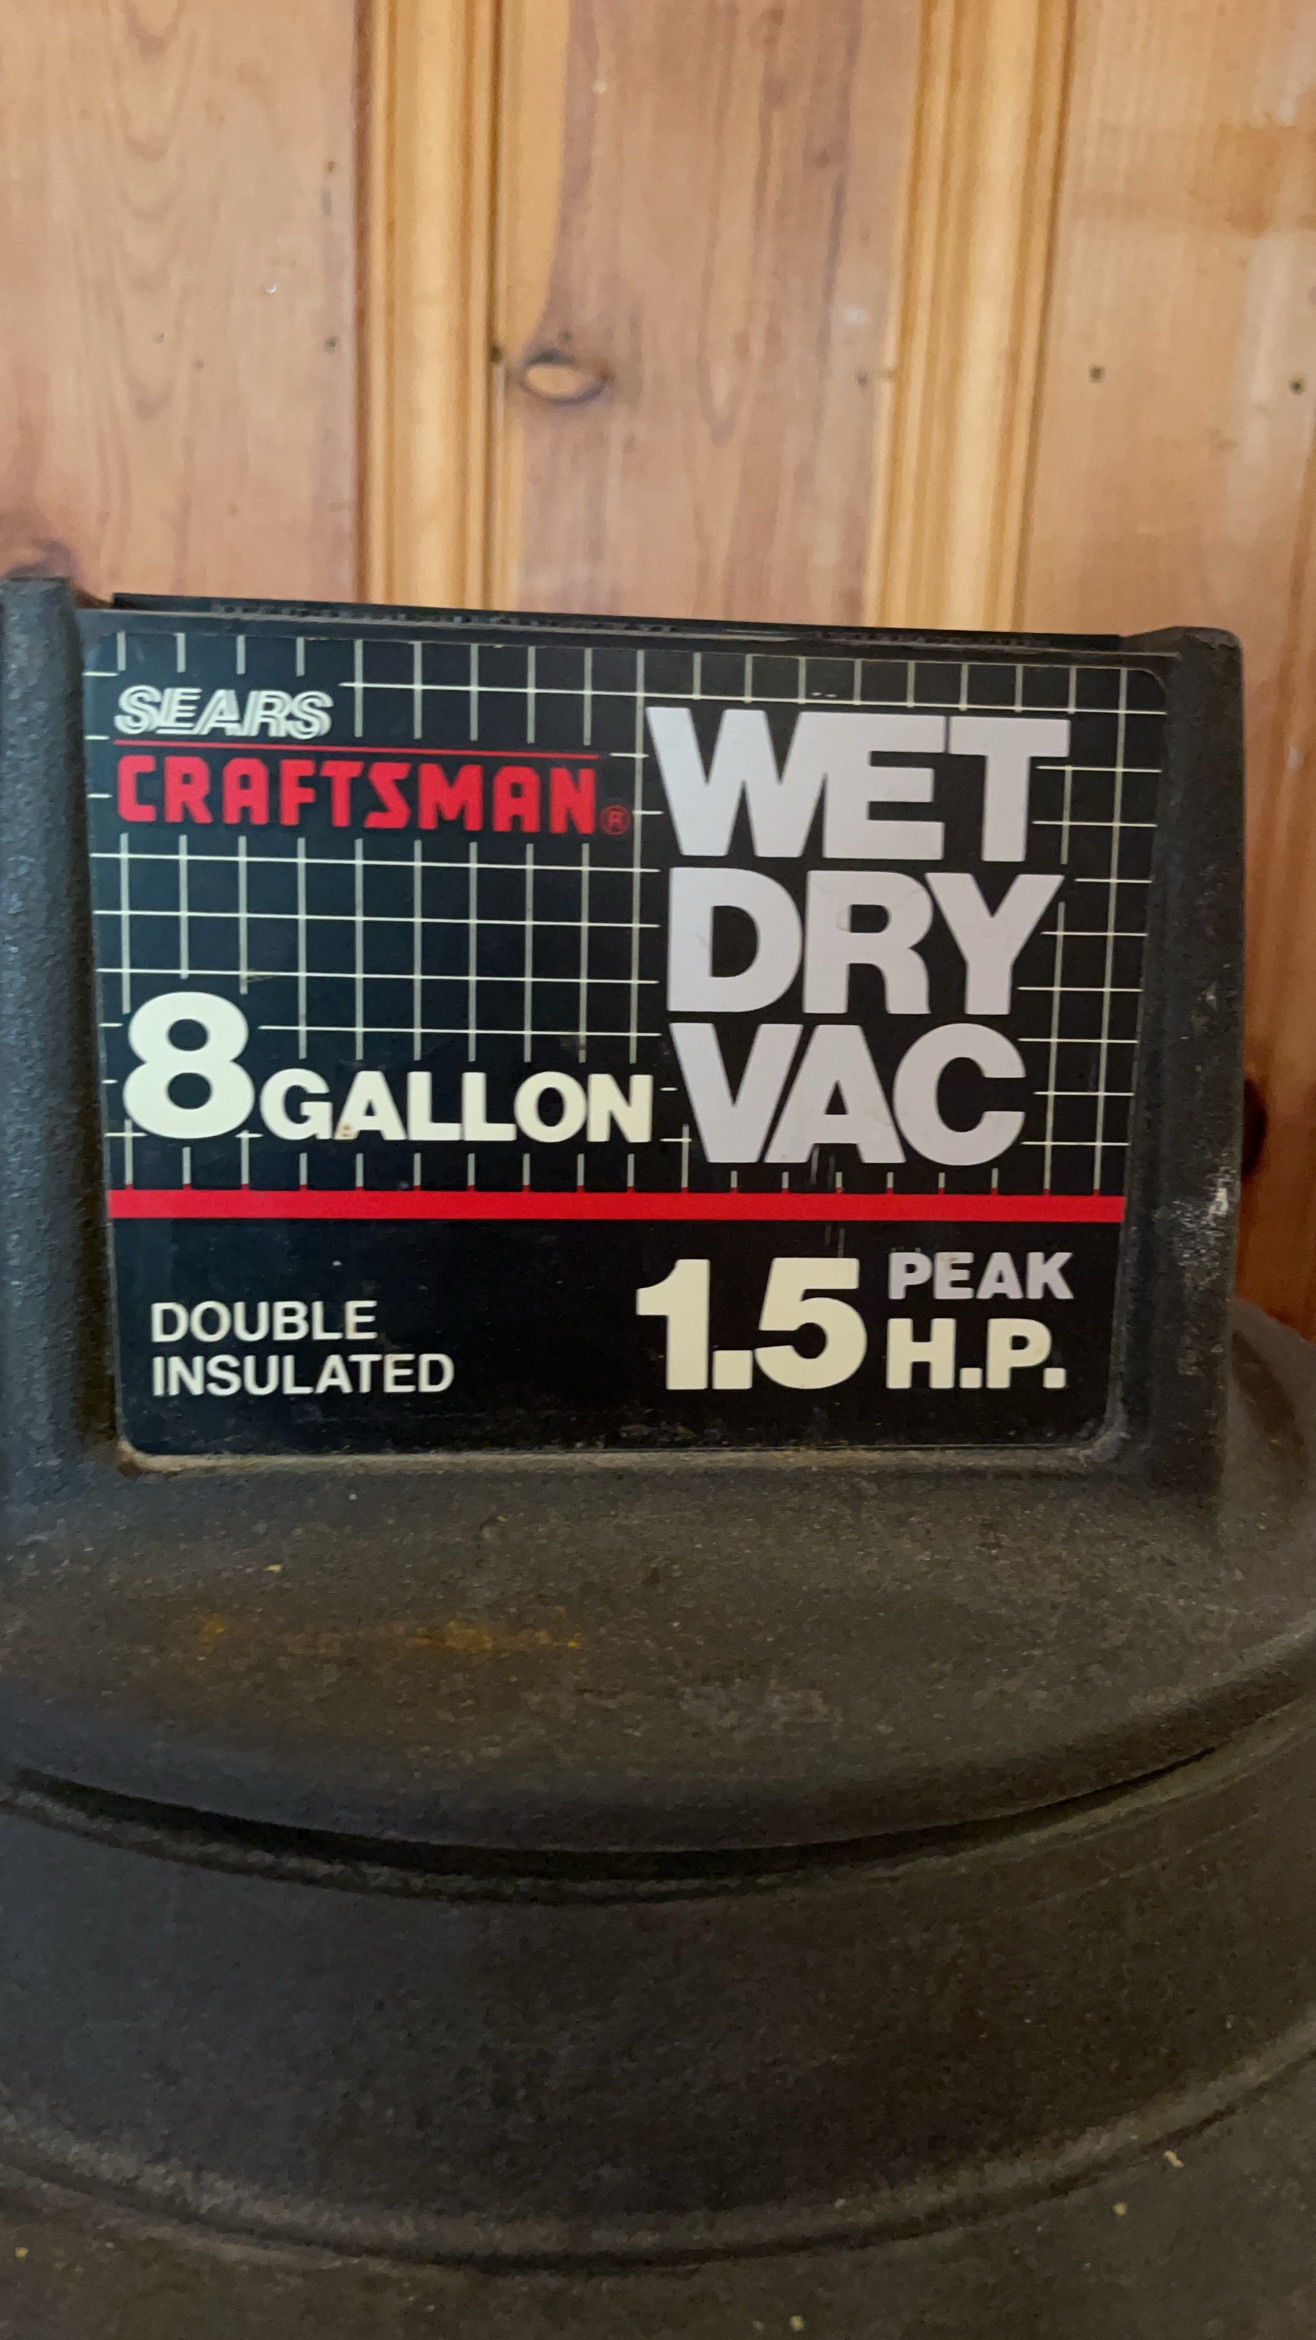 SEARS
CRAFTSMAN®
WET
DRY
VAC
8 GALLON
DOUBLE
INSULATED
1.5 PEAK
H.P.